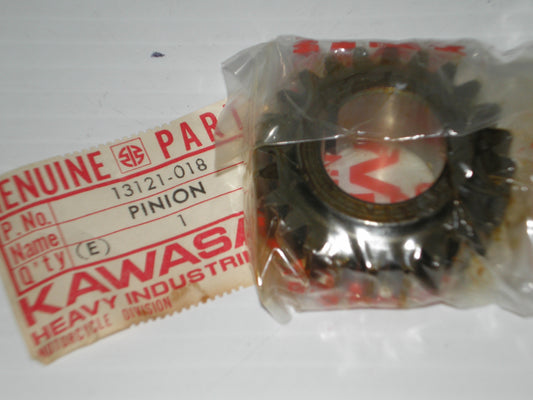 ENUINE PAR
P.No. 13121-018
Name PINION
Q'ty (E) 1
KAWASA
HEAVY INDUSTRI
MOTORCYCLE DIVISION